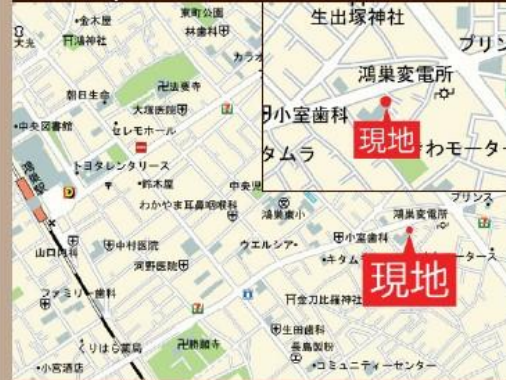 東町公園
金木屋
林歯科
鴻神社
カラオ
法要寺
朝日生命
大塚医院
中央図書館
セレモホール
トヨタレンタリース
鴻巣駅
鈴木屋
中央児
わかやま耳鼻咽喉科
鴻巣東小
山口内科
中村医院
河野医院
ウエルシア
ファミリー歯科
くりはら薬局
勝願寺
小宮酒店
生出塚神社
プリン
鴻巣変電所
小室歯科
現地
タムラ
わモーター
プリンス
鴻巣変電所
小室歯科
キタム
ータース
現地
金刀比羅神社
生田歯科
長島製粉
コミュニティーセンター